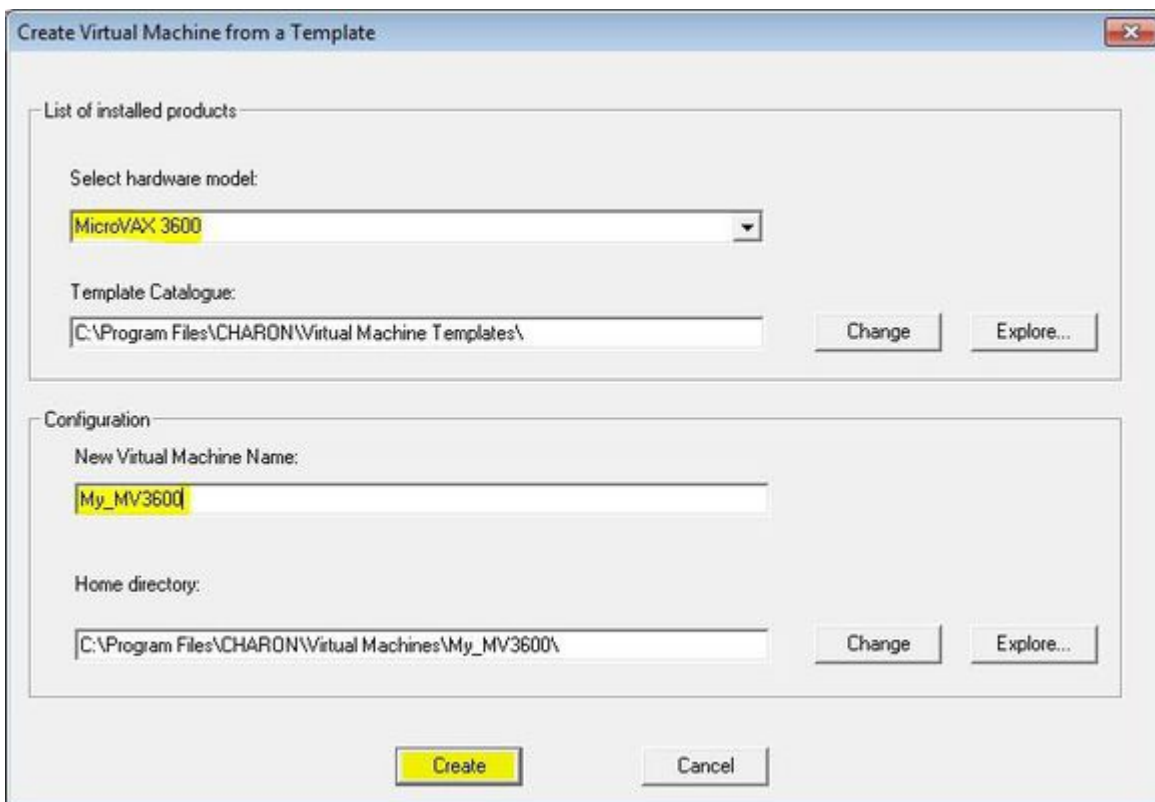 Create Virtual Machine from a Template
List of installed products
Select hardware model:
MicroVAX 3600
Template Catalogue:
C:\Program Files\CHARON\Virtual Machine Templates\
Change
Explore...
Configuration
New Virtual Machine Name:
My_MV3600
Home directory:
C:\Program Files\CHARON\Virtual Machines\My_MV3600\
Change
Explore...
Create
Cancel